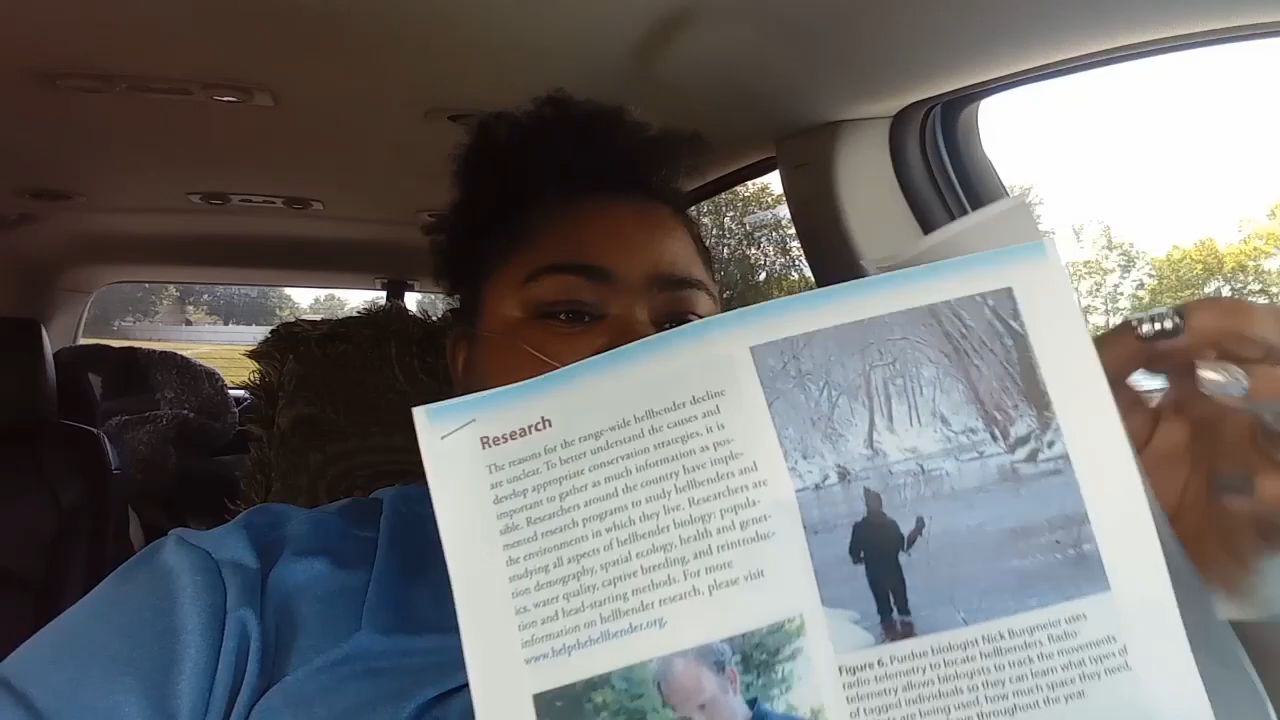 Research
The reasons for the range-wide hellbender decline
are unclear. To better understand the causes and
develop appropriate conservation strategies, it is
important to gather as much information as pos-
sible. Researchers around the country have imple-
mented research programs to study hellbenders and
the environments in which they live. Researchers are
studying all aspects of hellbender biology: popula-
tion demography, spatial ecology, health and genet-
ics, water quality, captive breeding, and reintroduc-
tion and head-starting methods. For more
information on hellbender research, please visit
www.helpthehellbender.org.
Figure 6. Purdue biologist Nick Burgmeier uses
radio-telemetry to locate hellbenders. Radio-
telemetry allows biologists to track the movements
of tagged individuals so they can learn what types of
are being used, how much space they need,
throughout the year.